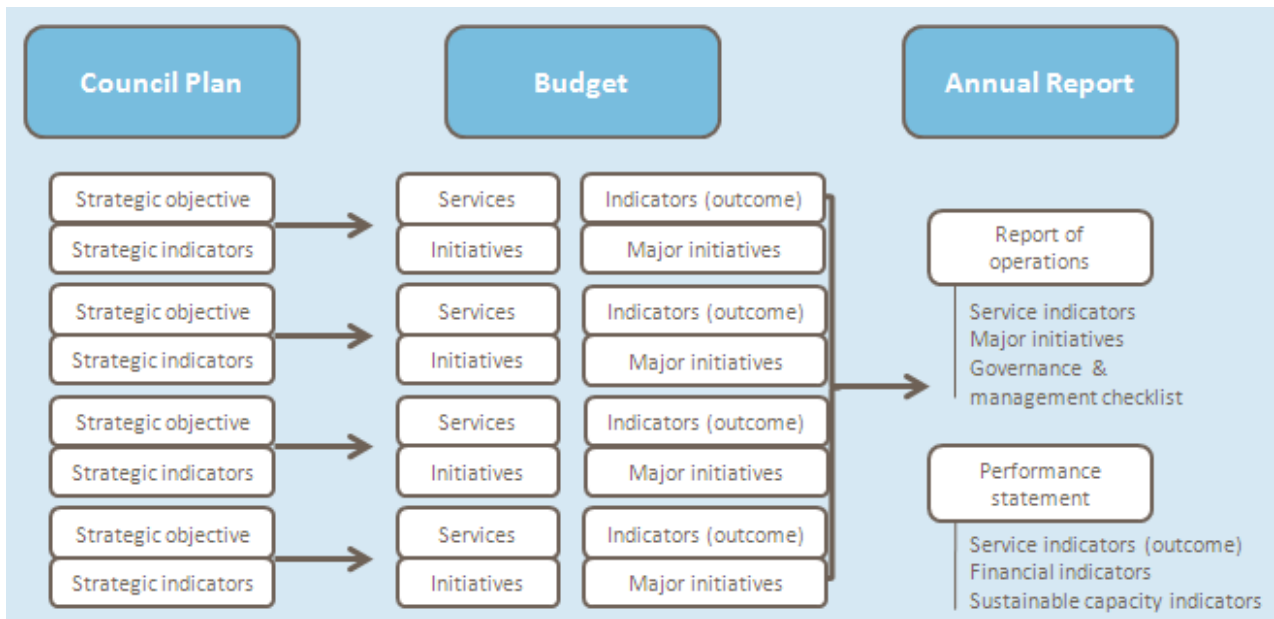 Council Plan
Budget
Annual Report
Strategic objective
Strategic indicators
Strategic objective
Strategic indicators
Strategic objective
Strategic indicators
Strategic objective
Strategic indicators
Services
Initiatives
Services
Initiatives
Services
Initiatives
Services
Initiatives
Indicators (outcome)
Major initiatives
Indicators (outcome)
Major initiatives
Indicators (outcome)
Major initiatives
Indicators (outcome)
Major initiatives
Report of
operations
Service indicators
Major initiatives
Governance &
management checklist
Performance
statement
Service indicators (outcome)
Financial indicators
Sustainable capacity indicators